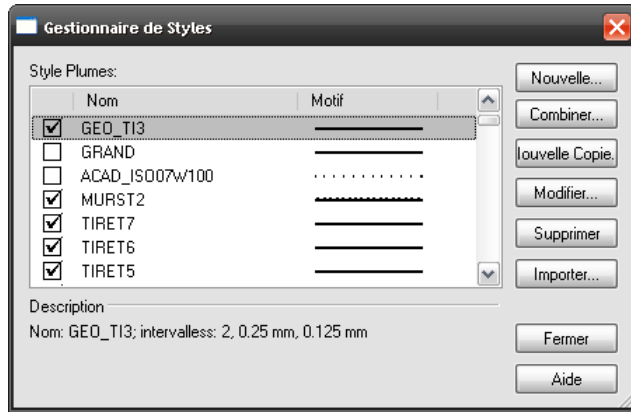 Gestionnaire de Styles
Style Plumes:
Nom Motif
GEO_TI3
GRAND
ACAD_ISO07W100
MURST2
TIRET7
TIRET6
TIRET5
Description
Nom: GEO_TI3; intervalless: 2, 0.25 mm, 0.125 mm
Nouvelle...
Combiner...
louvelle Copie.
Modifier...
Supprimer
Importer...
Fermer
Aide